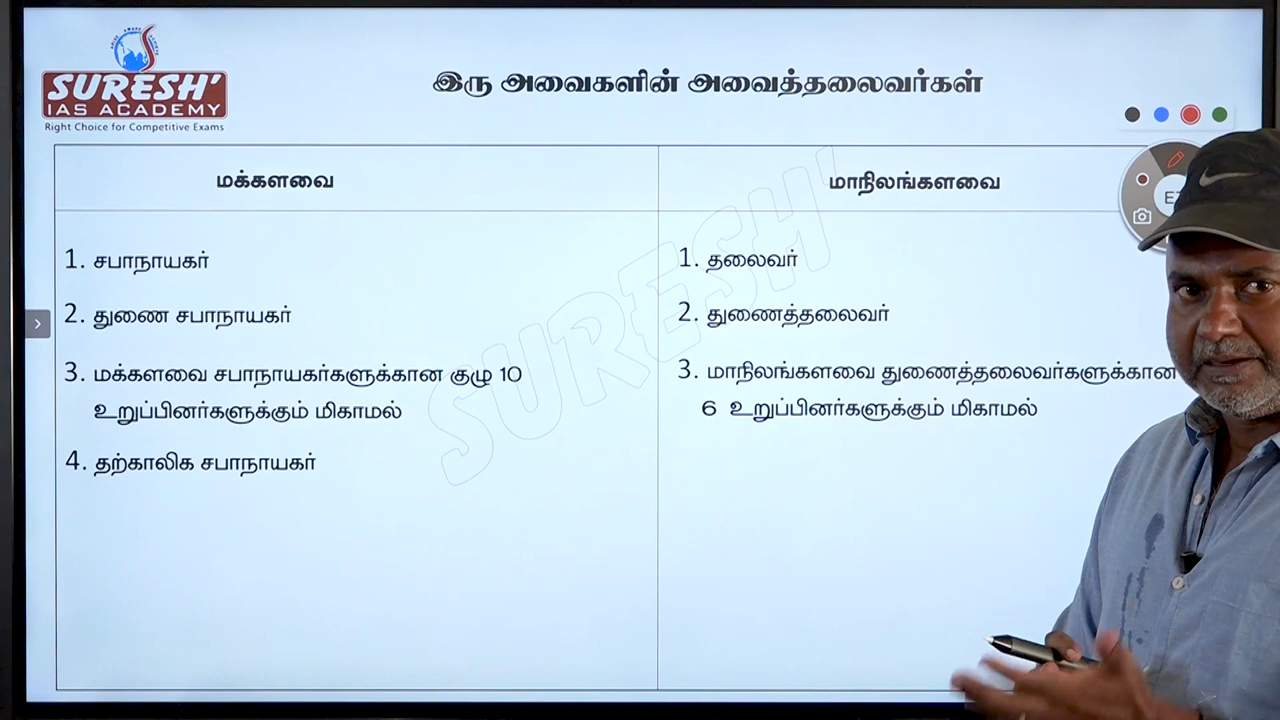 SURESH'
IAS ACADEMY
Right Choice for Competitive Exams
இரு அவைகளின் அவைத்தலைவர்கள்
மக்களவை
1. சபாநாயகர்
2. துணை சபாநாயகர்
3. மக்களவை சபாநாயகர்களுக்கான குழு 10
உறுப்பினர்களுக்கும் மிகாமல்
4. தற்காலிக சபாநாயகர்
மாநிலங்களவை
1. தலைவர்
2. துணைத்தலைவர்
3. மாநிலங்களவை துணைத்தலைவர்களுக்கான
6 உறுப்பினர்களுக்கும் மிகாமல்
SURESH'